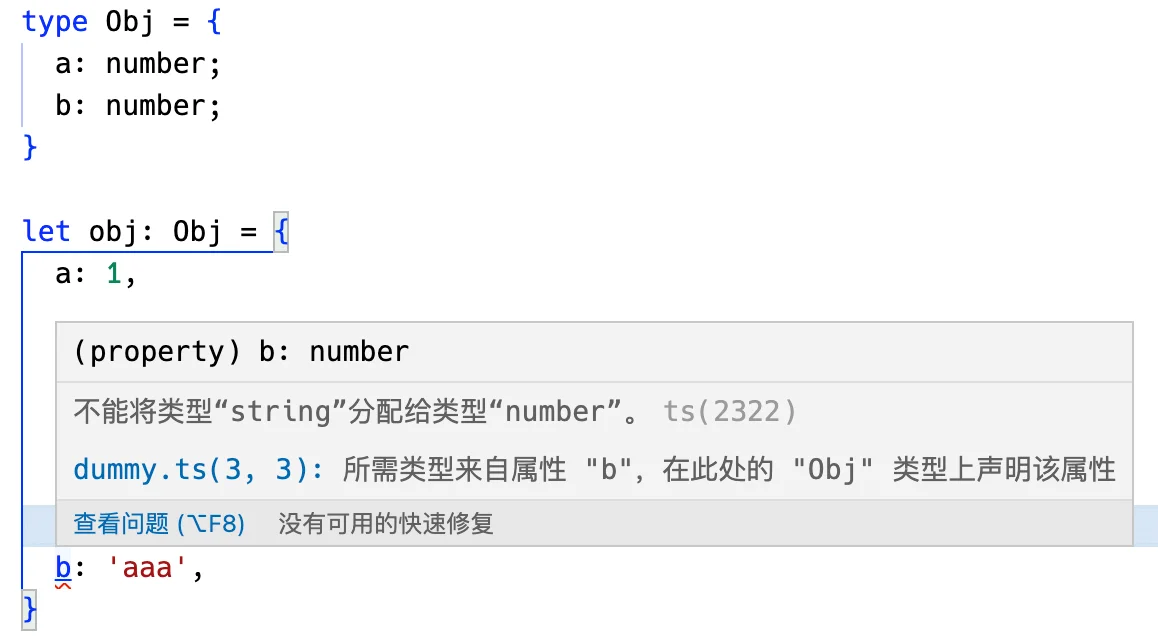 type Obj = {
a: number;
b: number;
}
let obj: Obj = {
a: 1,
(property) b: number
不能将类型“string”分配给类型“number”。 ts(2322)
dummy.ts(3, 3): 所需类型来自属性 "b"，在此处的 "Obj" 类型上声明该属性
查看问题 (⌥F8) 没有可用的快速修复
b: 'aaa',
}